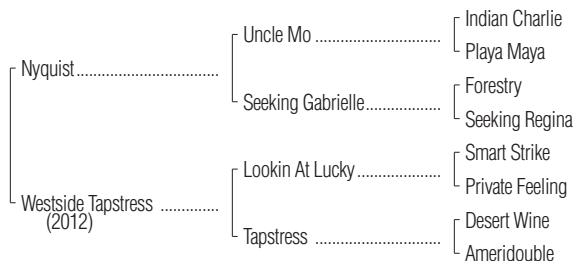 Indian Charlie
Uncle Mo
Playa Maya
Nyquist
Forestry
Seeking Gabrielle
Seeking Regina
Smart Strike
Lookin At Lucky
Private Feeling
Westside Tapstress
(2012)
Desert Wine
Tapstress
Ameridouble